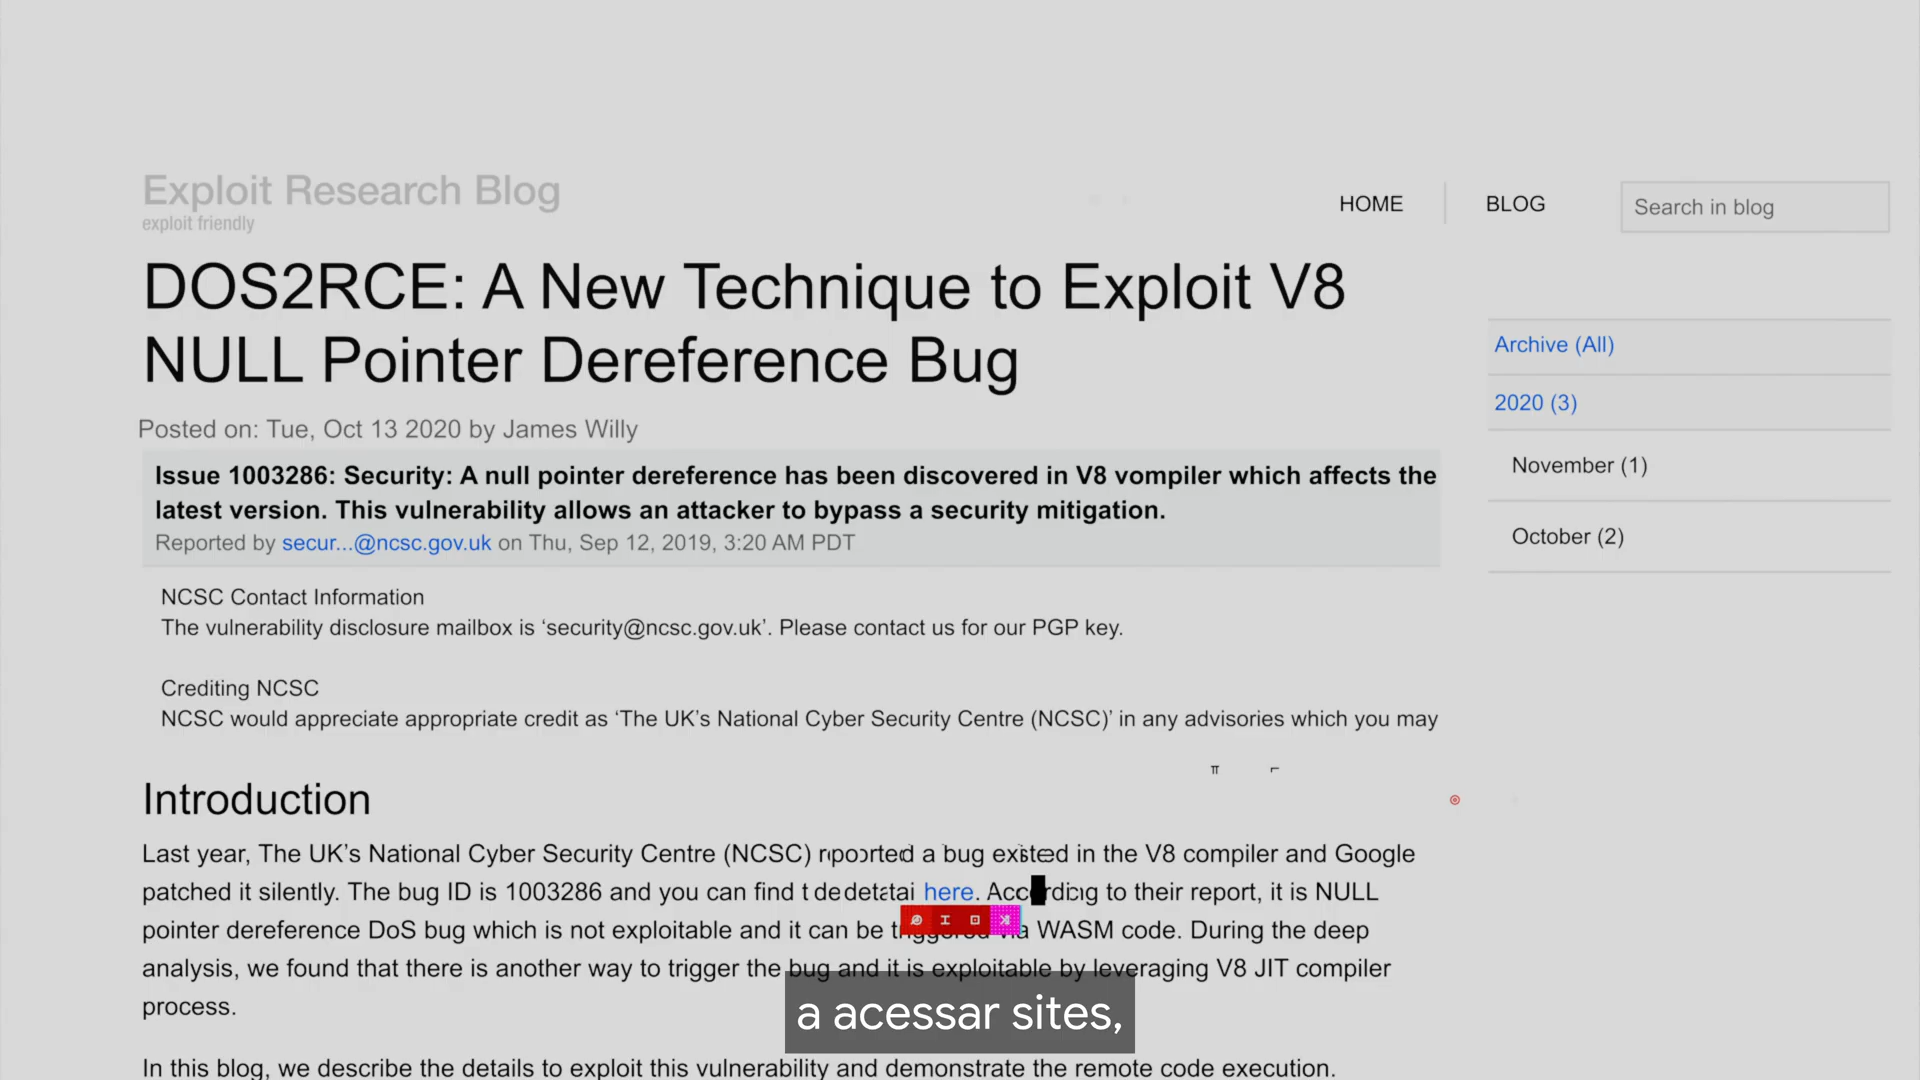 Exploit Research Blog
exploit friendly
HOME
BLOG
Search in blog
DOS2RCE: A New Technique to Exploit V8
NULL Pointer Dereference Bug
Posted on: Tue, Oct 13 2020 by James Willy
Issue 1003286: Security: A null pointer dereference has been discovered in V8 vompiler which affects the
latest version. This vulnerability allows an attacker to bypass a security mitigation.
Reported by secur...@ncsc.gov.uk on Thu, Sep 12, 2019, 3:20 AM PDT
NCSC Contact Information
The vulnerability disclosure mailbox is ‘security@ncsc.gov.uk’. Please contact us for our PGP key.
Crediting NCSC
NCSC would appreciate appropriate credit as ‘The UK’s National Cyber Security Centre (NCSC)’ in any advisories which you may
Introduction
Last year, The UK’s National Cyber Security Centre (NCSC) a bug in the V8 compiler and Google
patched it silently. The bug ID is 1003286 and you can find here. to their report, it is NULL
pointer dereference DoS bug which is not exploitable and it can be WASM code. During the deep
analysis, we found that there is another way to trigger the bug and it is exploitable by leveraging V8 JIT compiler
process.
In this blog, we describe the details to exploit this vulnerability and demonstrate the remote code execution.
Archive (All)
2020 (3)
November (1)
October (2)
a acessar sites,